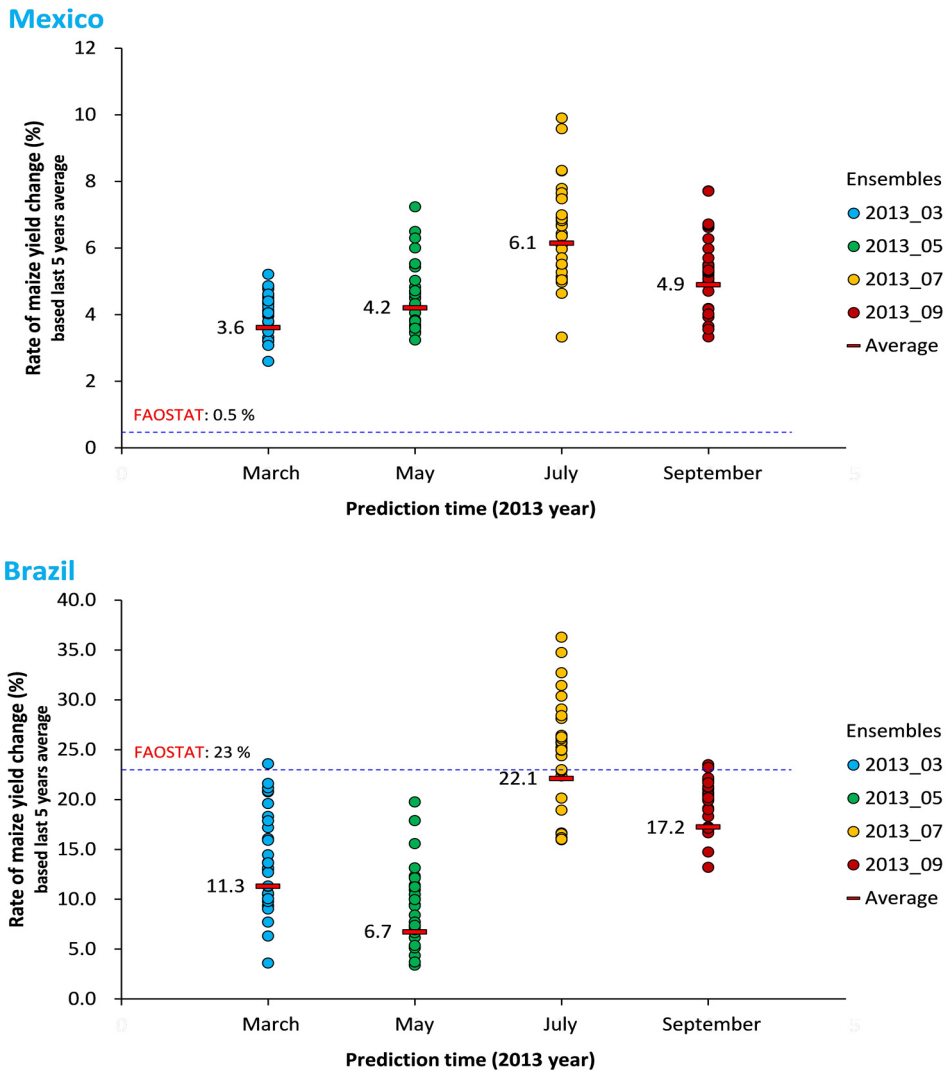 Mexico
12
10
8
6
4
2
0
Rate of maize yield change (%)
based last 5 years average
3.6
4.2
6.1
4.9
FAOSTAT: 0.5 %
0
March
May
July
September
5
Prediction time (2013 year)
Ensembles
2013_03
2013_05
2013_07
2013_09
Average
Brazil
40.0
35.0
30.0
25.0
20.0
15.0
10.0
5.0
0.0
Rate of maize yield change (%)
based last 5 years average
FAOSTAT: 23 %
11.3
6.7
22.1
17.2
0
March
May
July
September
5
Prediction time (2013 year)
Ensembles
2013_03
2013_05
2013_07
2013_09
Average